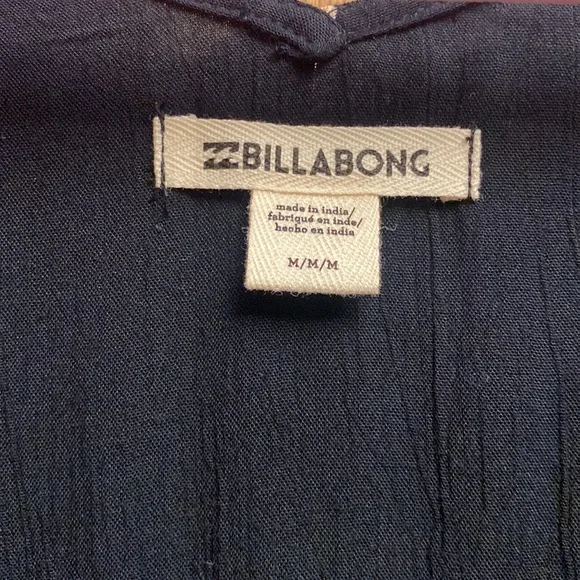 BILLABONG
made in india/
fabriqué en inde/
hecho en india
M/M/M